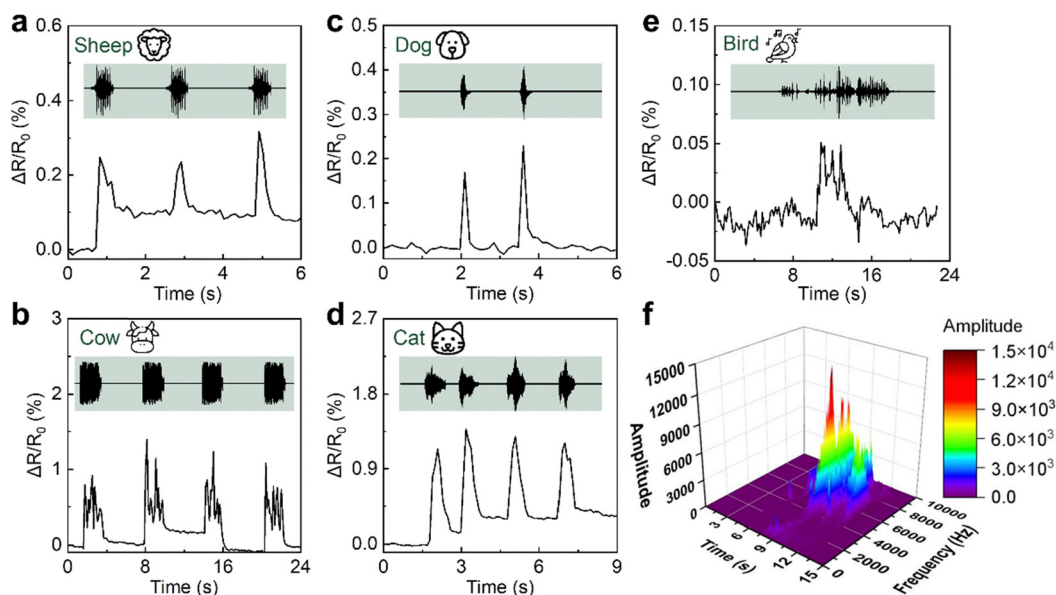 a
Sheep
ΔR/R₀ (%)
0.6
0.4
0.2
0.0
0 2 4 6
Time (s)
c
Dog
ΔR/R₀ (%)
0.5
0.4
0.3
0.2
0.1
0.0
0 2 4 6
Time (s)
e
Bird
ΔR/R₀ (%)
0.15
0.10
0.05
0.00
-0.05
0 8 16 24
Time (s)
b
Cow
ΔR/R₀ (%)
3
2
1
0
0 8 16 24
Time (s)
d
Cat
ΔR/R₀ (%)
2.7
1.8
0.9
0.0
0 3 6 9
Time (s)
f
Amplitude
15000
12000
9000
6000
3000
0
3 6 9 12 15
Time (s)
0 2000 4000 6000 8000 10000
Frequency (Hz)
Amplitude
1.5×10⁴
1.2×10⁴
9.0×10³
6.0×10³
3.0×10³
0.0